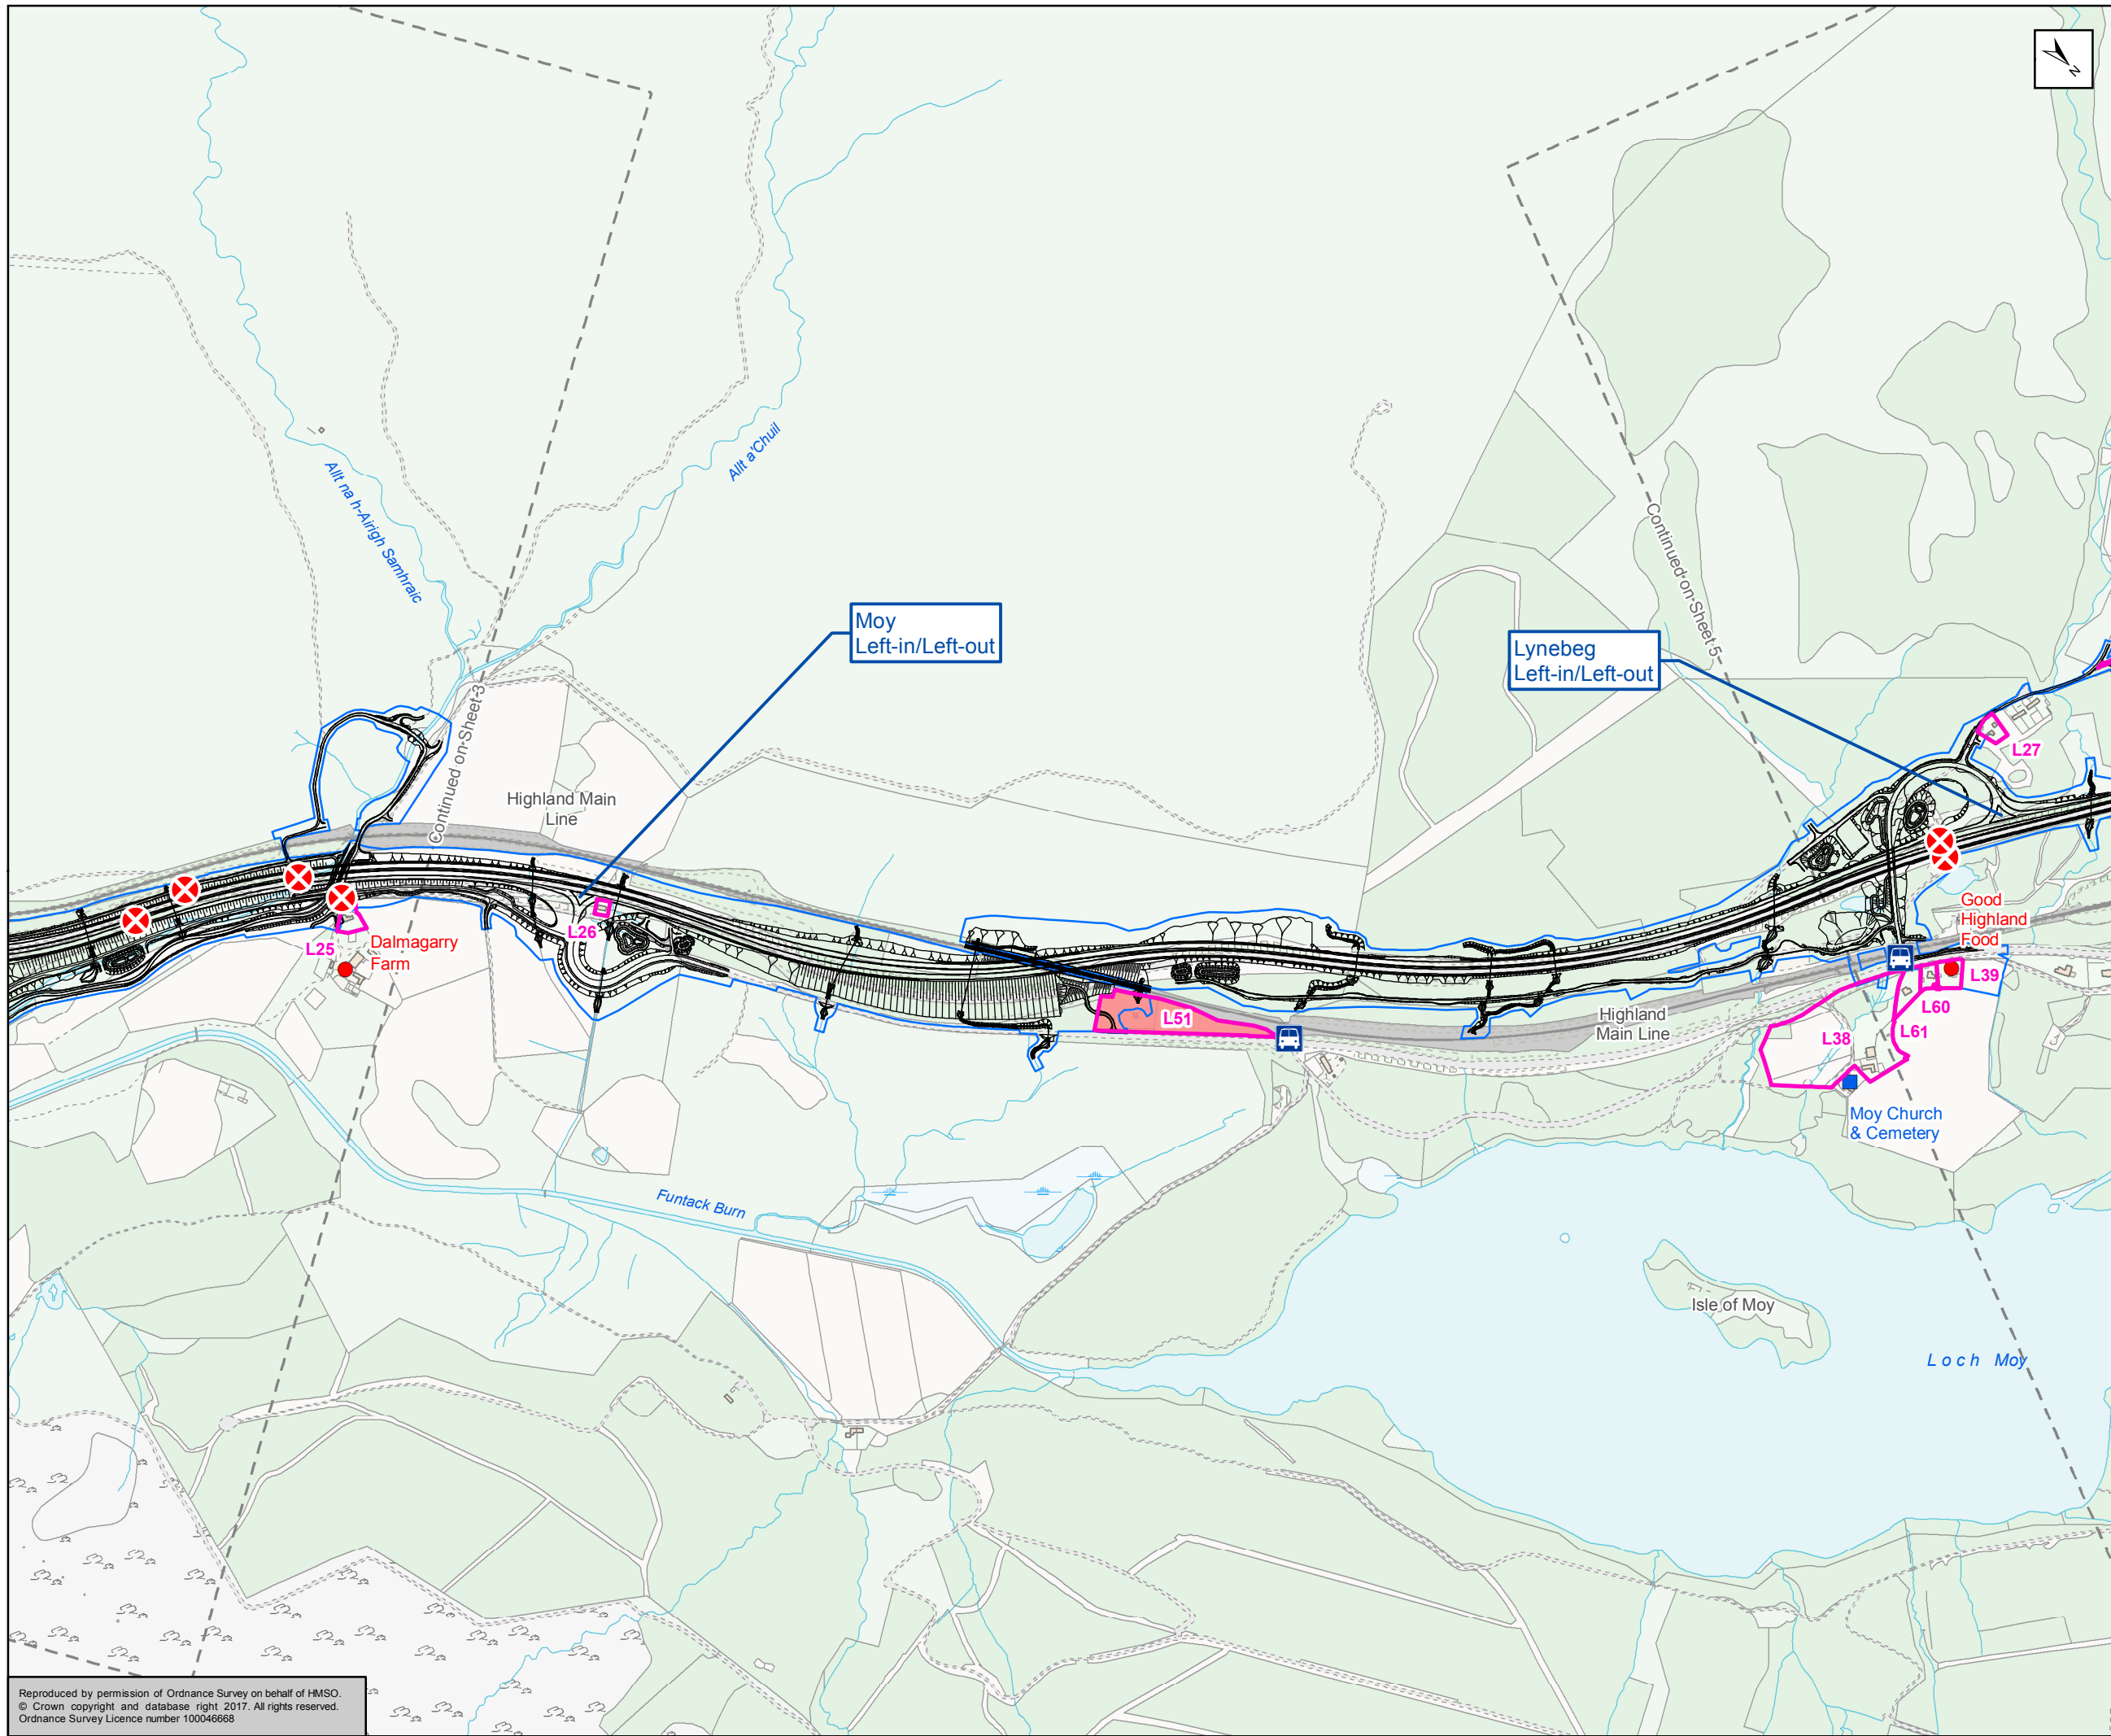 N
Allt na h-Airigh Samhraic
Allt a'Chuil
Continued on Sheet 5
Moy
Left-in/Left-out
Lynebeg
Left-in/Left-out
Continued on Sheet 3
L27
Highland Main
Line
Good
Highland
Food
L26
L25
Dalmagarry
Farm
L39
L60
L51
Highland
Main Line
L61
L38
Moy Church
& Cemetery
Funtack Burn
Isle of Moy
Loch Moy
Reproduced by permission of Ordnance Survey on behalf of HMSO.
© Crown copyright and database right 2017. All rights reserved.
Ordnance Survey Licence number 100046668